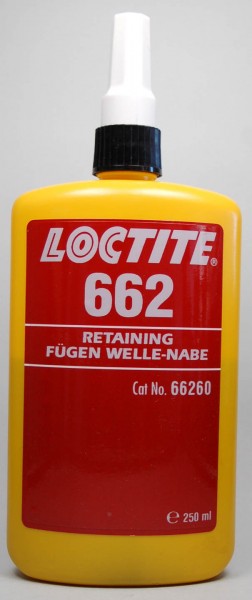 LOCTITE®
662
RETAINING
FÜGEN WELLE-NABE
Cat No. 66260
℮ 250 ml